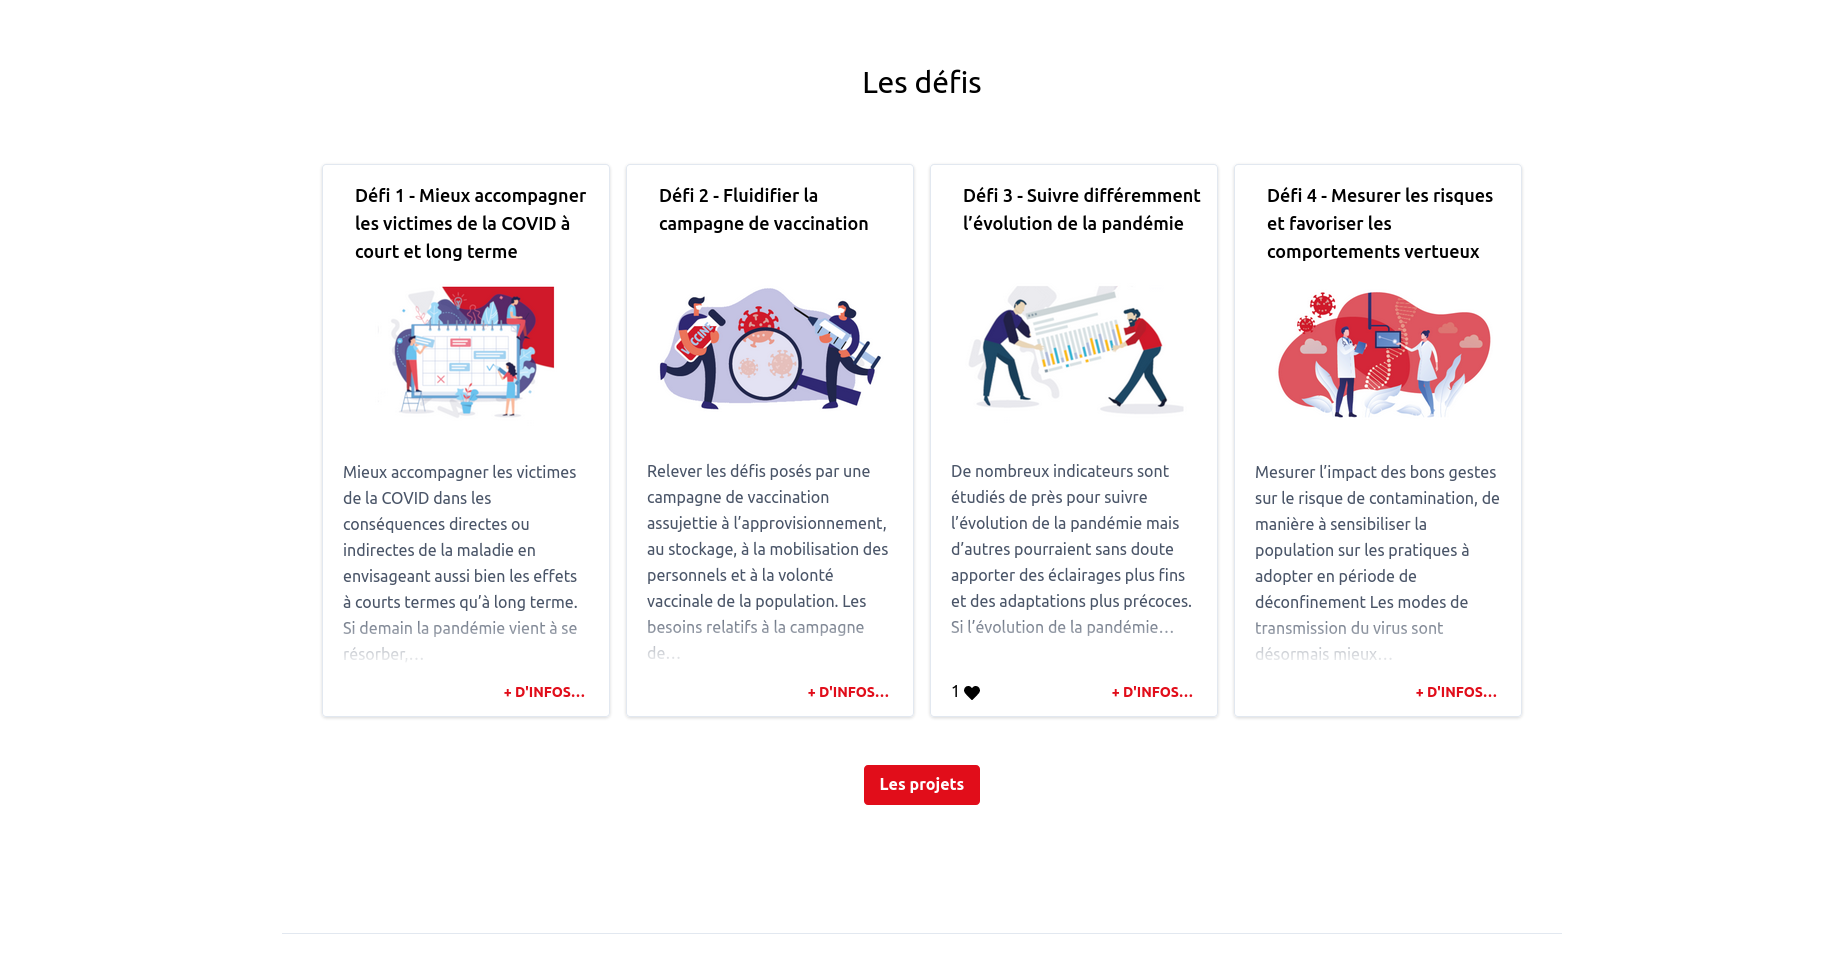 Les défis
Défi 1 - Mieux accompagner
les victimes de la COVID à
court et long terme
Mieux accompagner les victimes
de la COVID dans les
conséquences directes ou
indirectes de la maladie en
envisageant aussi bien les effets
à courts termes qu’à long terme.
Si demain la pandémie vient à se
résorber,…
+ D'INFOS…
Défi 2 - Fluidifier la
campagne de vaccination
Relever les défis posés par une
campagne de vaccination
assujettie à l’approvisionnement,
au stockage, à la mobilisation des
personnels et à la volonté
vaccinale de la population. Les
besoins relatifs à la campagne
de…
+ D'INFOS…
Défi 3 - Suivre différemment
l’évolution de la pandémie
De nombreux indicateurs sont
étudiés de près pour suivre
l’évolution de la pandémie mais
d’autres pourraient sans doute
apporter des éclairages plus fins
et des adaptations plus précoces.
Si l’évolution de la pandémie…
1
+ D'INFOS…
Défi 4 - Mesurer les risques
et favoriser les
comportements vertueux
Mesurer l’impact des bons gestes
sur le risque de contamination, de
manière à sensibiliser la
population sur les pratiques à
adopter en période de
déconfinement Les modes de
transmission du virus sont
désormais mieux…
+ D'INFOS…
Les projets